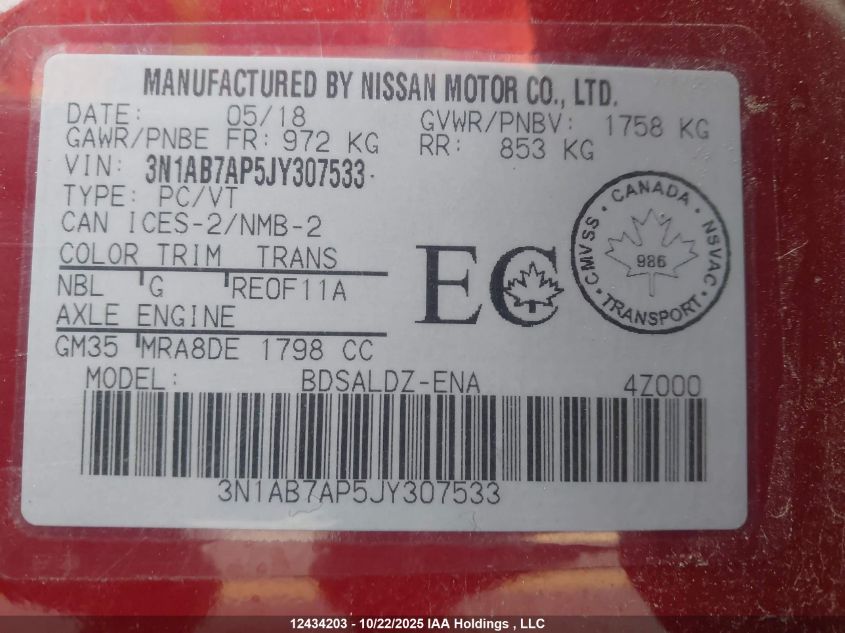 MANUFACTURED BY NISSAN MOTOR CO., LTD.
DATE: 05/18 GVWR/PNBV: 1758 KG
GAWR/PNBE FR: 972 KG RR: 853 KG
VIN: 3N1AB7AP5JY307533
TYPE: PC/VT
CAN ICES-2/NMB-2
COLOR TRIM TRANS
NBL G RE0F11A
AXLE ENGINE
GM35 MRA8DE 1798 CC
EC
CANADA
CMVSS NSVAC
986
TRANSPORT
MODEL: BDSALDZ-ENA 4Z000
3N1AB7AP5JY307533
12434203 - 10/22/2025 IAA Holdings , LLC